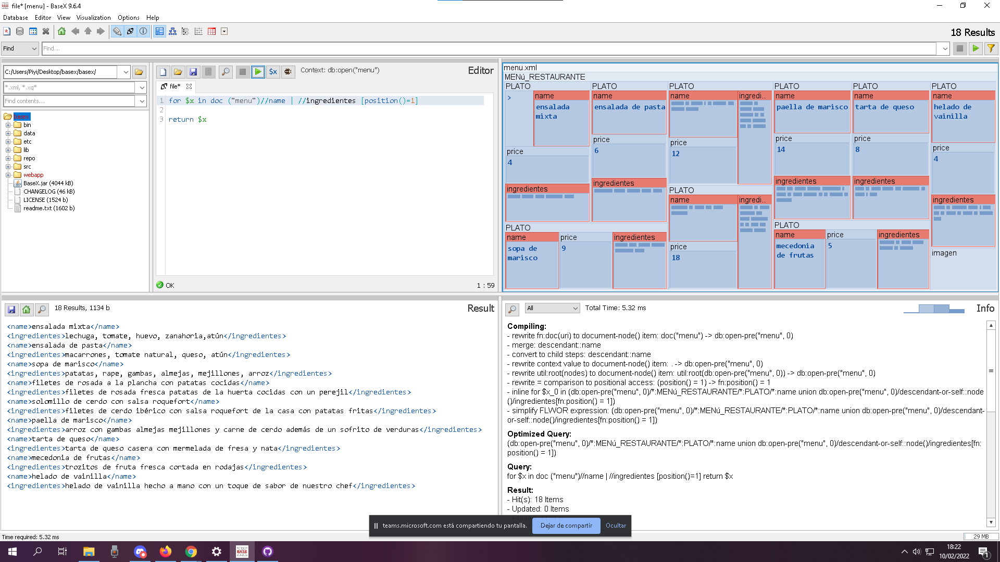 file* [menu] - BaseX 9.6.4
Database Editor View Visualization Options Help
18 Results
Find Find...
C:/Users/Piyi/Desktop/basex/basex/
*.xml, *.xq*
Find contents...
basex
bin
data
etc
lib
repo
src
webapp
BaseX.jar (4044 kB)
CHANGELOG (46 kB)
LICENSE (1524 b)
readme.txt (1602 b)
$x Context: db:open("menu") Editor
file*
1 for $x in doc ("menu")//name | //ingredientes [position()=1]
2
3 return $x
OK 1 : 59
menu.xml
MENú_RESTAURANTE
PLATO
name
ensalada mixta
price
4
ingredientes
PLATO
name
ensalada de pasta
price
6
ingredientes
PLATO
name
sopa de marisco
price
9
ingredientes
PLATO
name
ingredi..
price
12
PLATO
name
ingredi..
price
18
PLATO
name
paella de marisco
price
14
ingredientes
PLATO
name
tarta de queso
price
8
ingredientes
PLATO
name
mecedonia de frutas
price
5
ingredientes
PLATO
name
helado de vainilla
price
4
ingredientes
imagen
18 Results, 1134 b Result
<name>ensalada mixta</name>
<ingredientes>lechuga, tomate, huevo, zanahoria,atún</ingredientes>
<name>ensalada de pasta</name>
<ingredientes>macarrones, tomate natural, queso, atún</ingredientes>
<name>sopa de marisco</name>
<ingredientes>patatas, rape, gambas, almejas, mejillones, arroz</ingredientes>
<name>filetes de rosada a la plancha con patatas cocidas</name>
<ingredientes>filetes de rosada fresca patatas de la huerta cocidas con un perejil</ingredientes>
<name>solomillo de cerdo con salsa roquefort</name>
<ingredientes>filetes de cerdo ibérico con salsa roquefort de la casa con patatas fritas</ingredientes>
<name>paella de marisco</name>
<ingredientes>arroz con gambas almejas mejillones y carne de cerdo además de un sofrito de verduras</ingredientes>
<name>tarta de queso</name>
<ingredientes>tarta de queso casera con mermelada de fresa y nata</ingredientes>
<name>mecedonia de frutas</name>
<ingredientes>trozitos de fruta fresca cortada en rodajas</ingredientes>
<name>helado de vainilla</name>
<ingredientes>helado de vainilla hecho a mano con un toque de sabor de nuestro chef</ingredientes>
All Total Time: 5.32 ms Info
Compiling:
- rewrite fn:doc(uri) to document-node() item: doc("menu") -> db:open-pre("menu", 0)
- merge: descendant::name
- convert to child steps: descendant::name
- rewrite context value to document-node() item: . -> db:open-pre("menu", 0)
- rewrite util:root(nodes) to document-node() item: util:root(db:open-pre("menu", 0)) -> db:open-pre("menu", 0)
- rewrite = comparison to positional access: (position() = 1) -> fn:position() = 1
- inline for $x_0 in (db:open-pre("menu", 0)/*:MENú_RESTAURANTE/*:PLATO/*:name union db:open-pre("menu", 0)/descendant-or-self::node
()/ingredientes[fn:position() = 1])
- simplify FLWOR expression: (db:open-pre("menu", 0)/*:MENú_RESTAURANTE/*:PLATO/*:name union db:open-pre("menu", 0)/descendant-
or-self::node()/ingredientes[fn:position() = 1])
Optimized Query:
(db:open-pre("menu", 0)/*:MENú_RESTAURANTE/*:PLATO/*:name union db:open-pre("menu", 0)/descendant-or-self::node()/ingredientes[fn:
position() = 1])
Query:
for $x in doc ("menu")//name | //ingredientes [position()=1] return $x
Result:
- Hit(s): 18 Items
- Updated: 0 Items
teams.microsoft.com está compartiendo tu pantalla. Dejar de compartir Ocultar
Time required: 5.32 ms 29 MB
BASE
18:22
10/02/2022
1